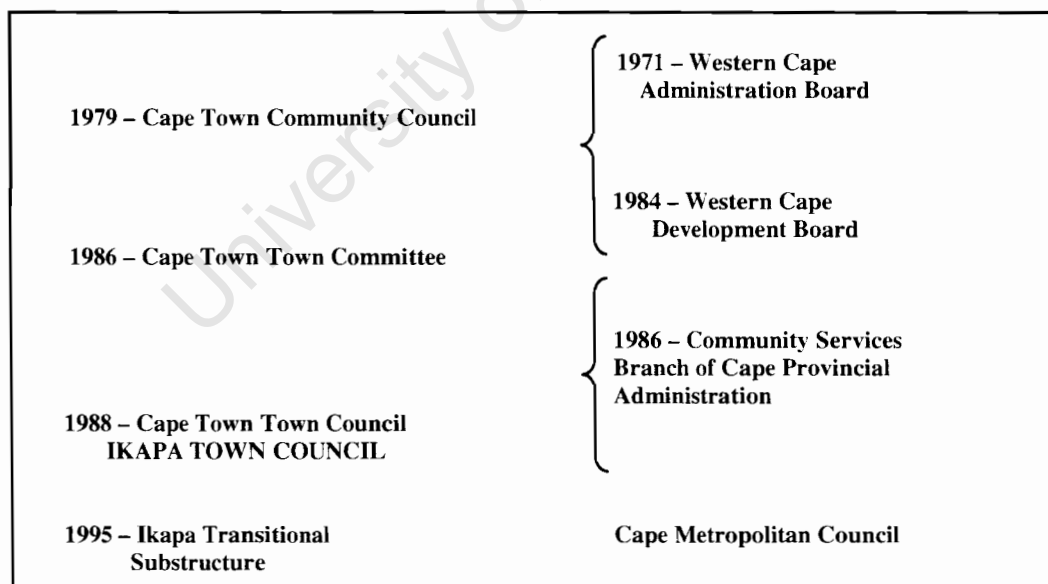 University o
1971 – Western Cape
Administration Board
1979 – Cape Town Community Council
1984 – Western Cape
Development Board
1986 – Cape Town Town Committee
1986 – Community Services
Branch of Cape Provincial
Administration
1988 – Cape Town Town Council
IKAPA TOWN COUNCIL
1995 – Ikapa Transitional
Substructure
Cape Metropolitan Council